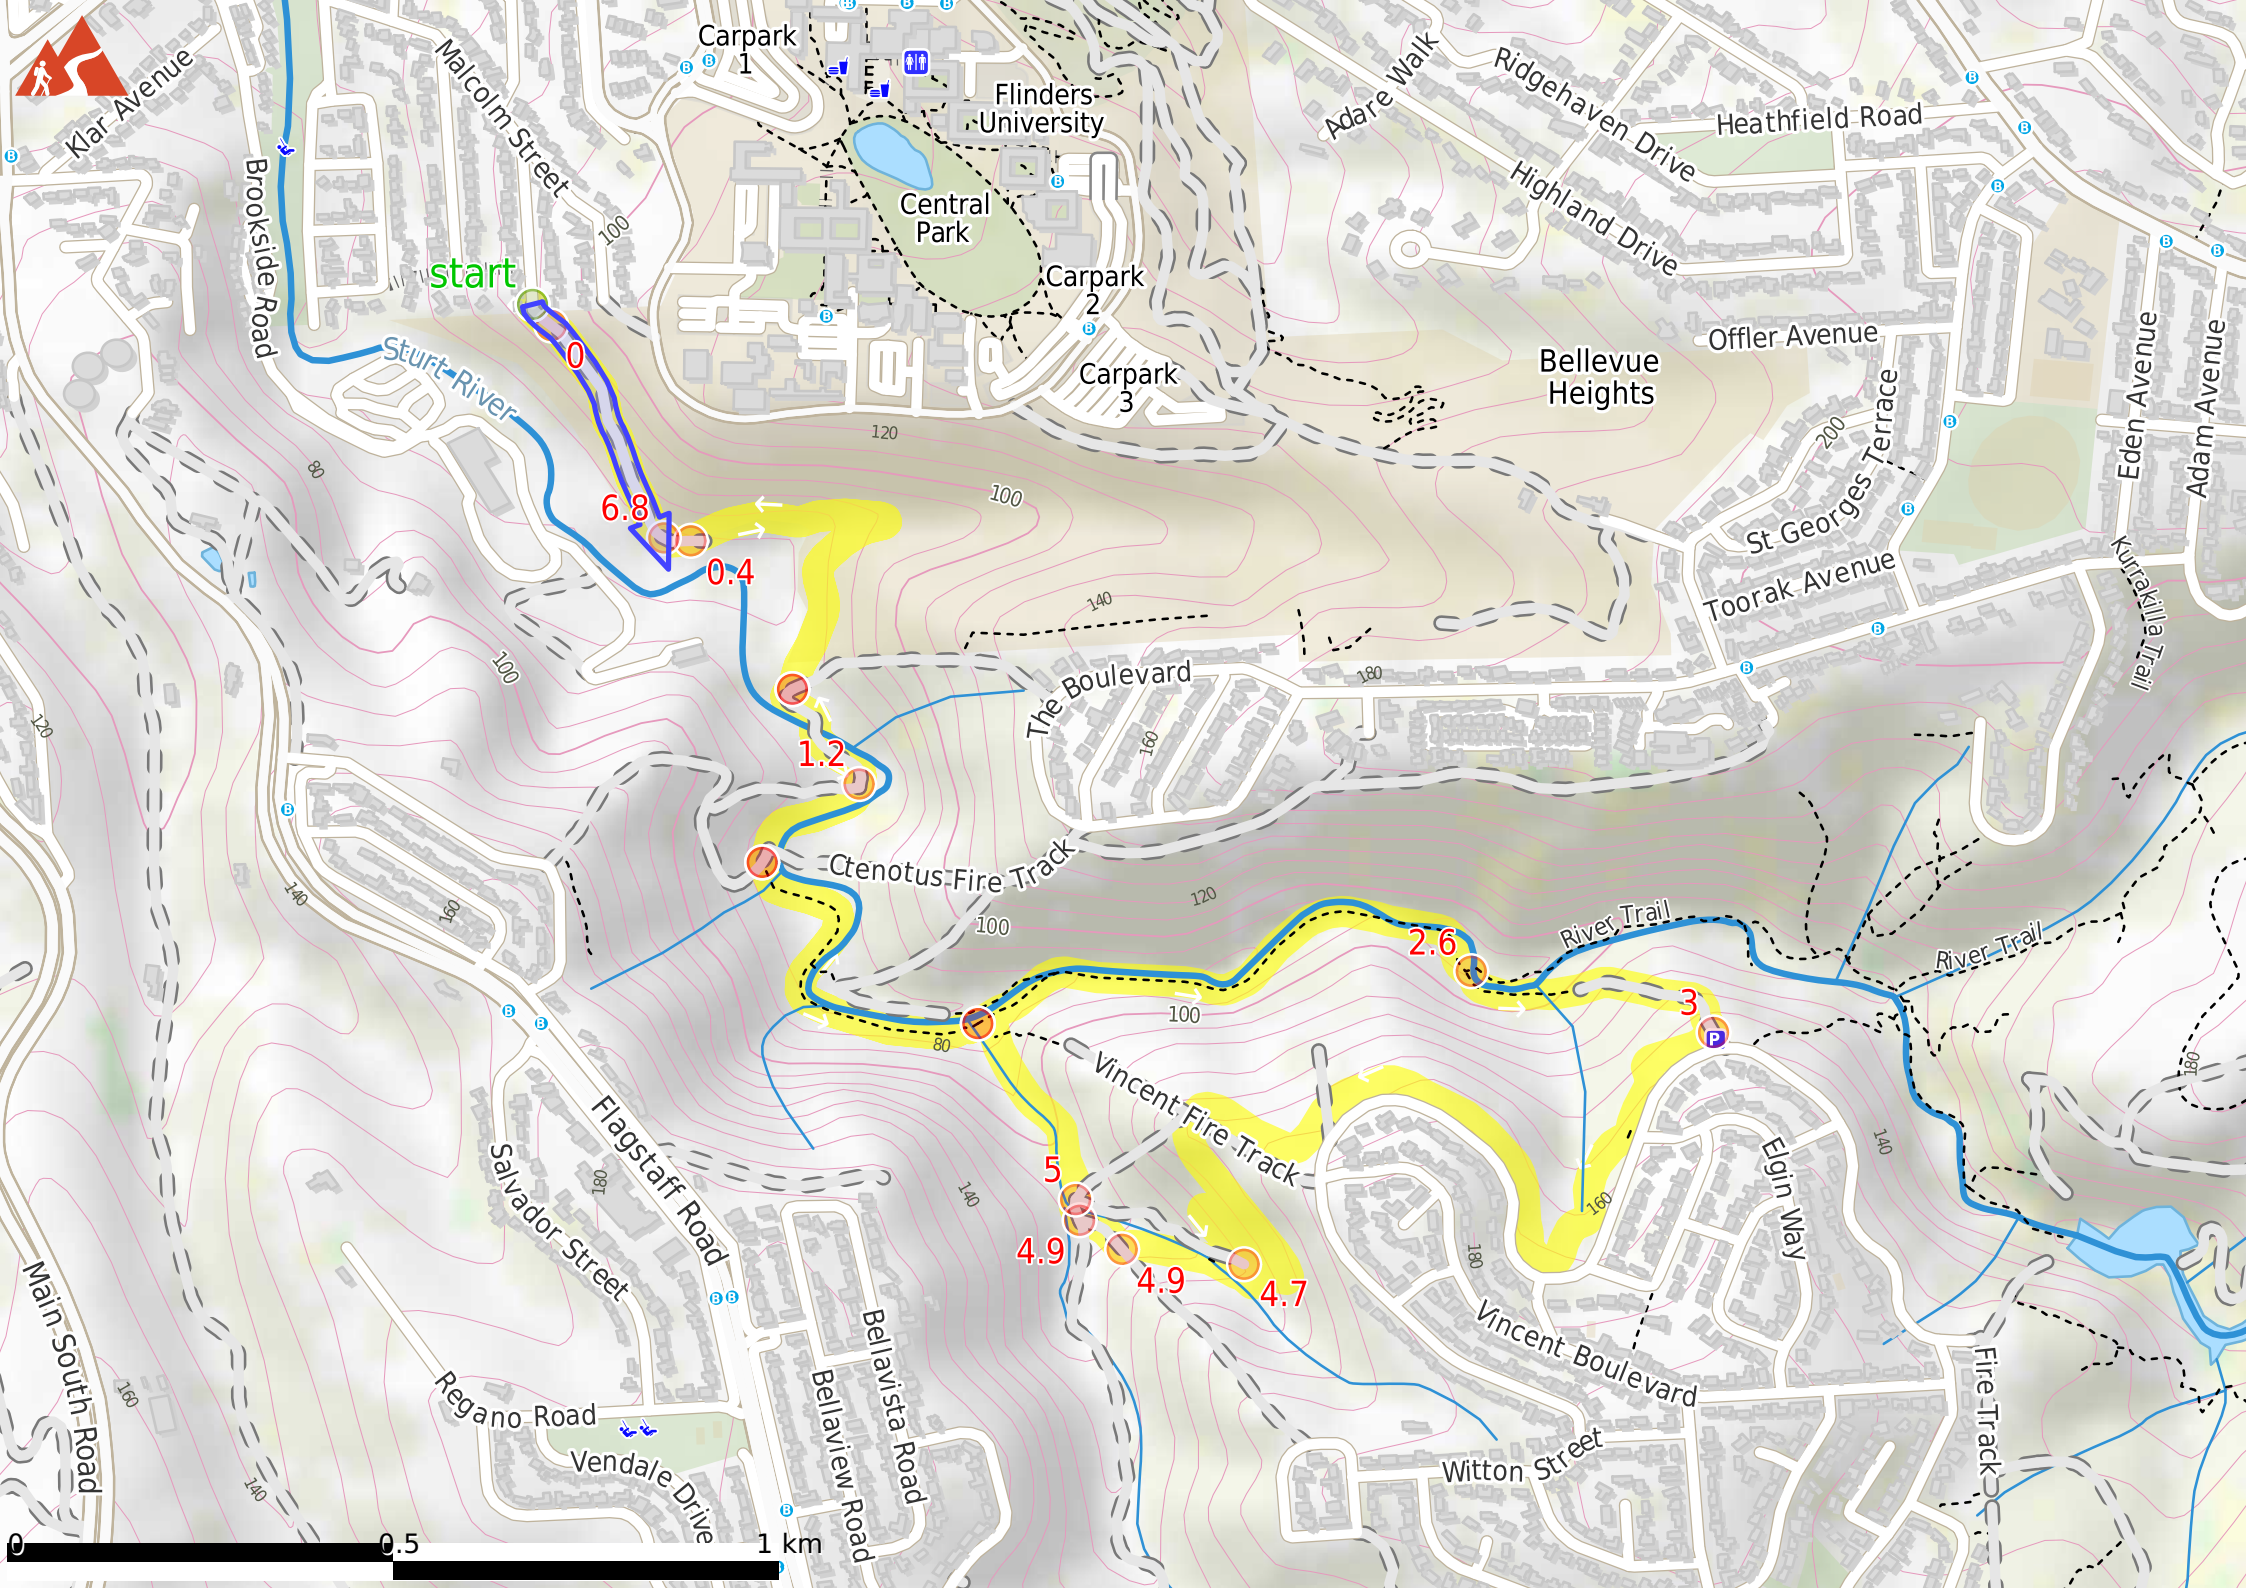 Carpark
1
Klar Avenue
Malcolm Street
E
Flinders
University
Adare Walk
Ridgehaven Drive
Heathfield Road
Highland Drive
Brookside Road
100
Central
Park
start
Carpark
2
Offler Avenue
Bellevue
Heights
Eden Avenue
Adam Avenue
Sturt River
0
Carpark
3
120
80
100
200
St Georges Terrace
6.8
0.4
Toorak Avenue
Kurrakilla Trail
140
100
The Boulevard
180
120
160
1.2
Ctenotus Fire Track
140
160
120
100
2.6
River Trail
River Trail
3
100
80
Vincent Fire Track
180
Flagstaff Road
Salvador Street
180
140
5
4.9
4.9
4.7
160
140
Elgin Way
180
Vincent Boulevard
Main South Road
Bellavista Road
Bellaview Road
160
Regano Road
Vendale Drive
140
Witton Street
Fire Track
P
0
0.5
1 km